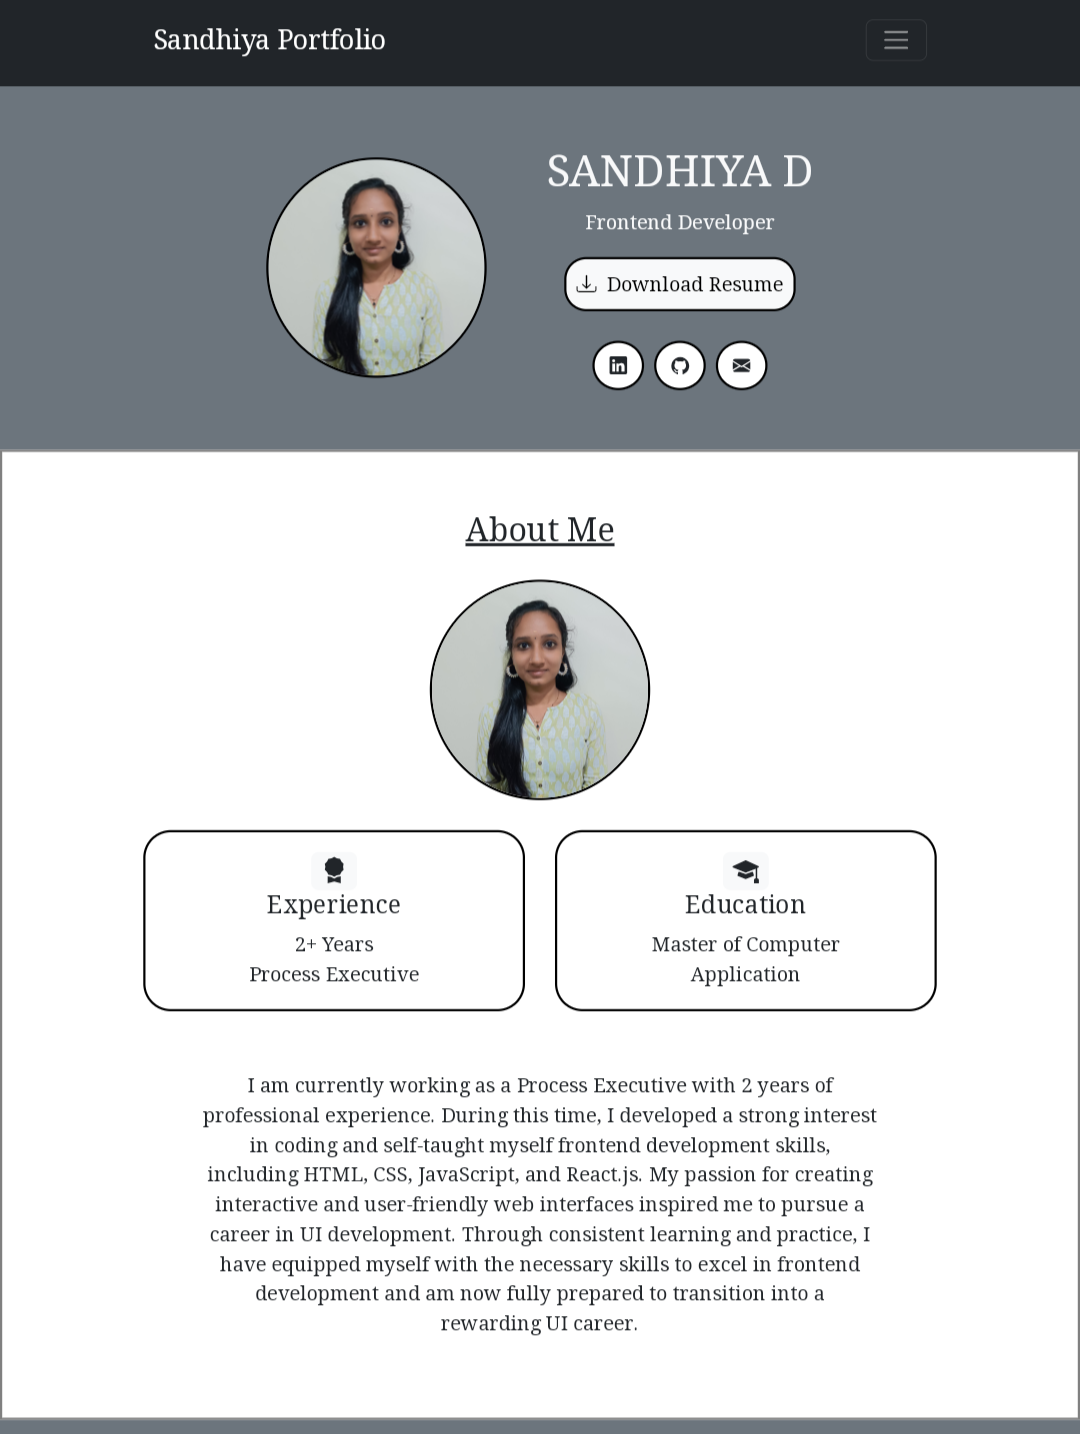 Sandhiya Portfolio
SANDHIYA D
Frontend Developer
Download Resume
About Me
Experience
2+ Years
Process Executive
Education
Master of Computer
Application
I am currently working as a Process Executive with 2 years of
professional experience. During this time, I developed a strong interest
in coding and self-taught myself frontend development skills,
including HTML, CSS, JavaScript, and React.js. My passion for creating
interactive and user-friendly web interfaces inspired me to pursue a
career in UI development. Through consistent learning and practice, I
have equipped myself with the necessary skills to excel in frontend
development and am now fully prepared to transition into a
rewarding UI career.